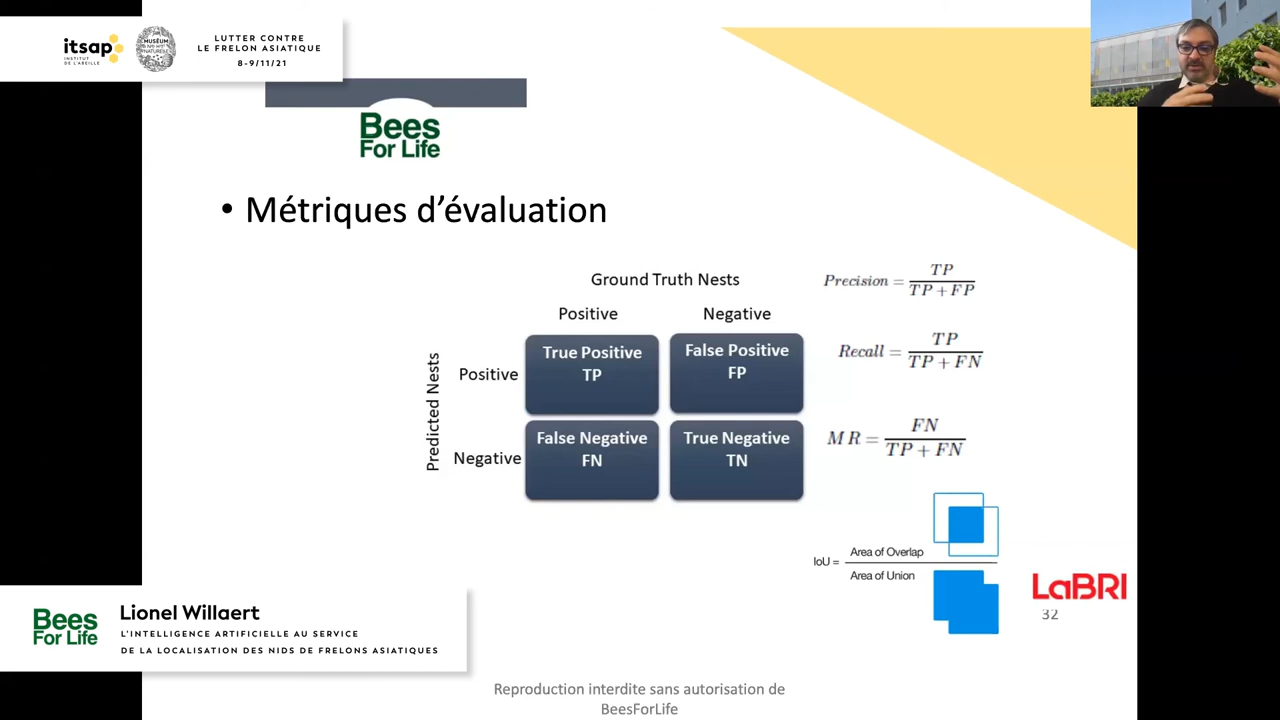 itsap
INSTITUT
DE L'ABEILLE
LUTTER CONTRE
LE FRELON ASIATIQUE
8-9/11/21
Bees
For Life
• Métriques d'évaluation
Ground Truth Nests
Positive Negative
Predicted Nests
Positive
True Positive
TP
False Positive
FP
Negative
False Negative
FN
True Negative
TN
Precision = TP / TP + FP
Recall = TP / TP + FN
MR = FN / TP + FN
IoU = Area of Overlap / Area of Union
LaBRI
32
Bees
For Life
Lionel Willaert
L'INTELLIGENCE ARTIFICIELLE AU SERVICE
DE LA LOCALISATION DES NIDS DE FRELONS ASIATIQUES
Reproduction interdite sans autorisation de
BeesForLife